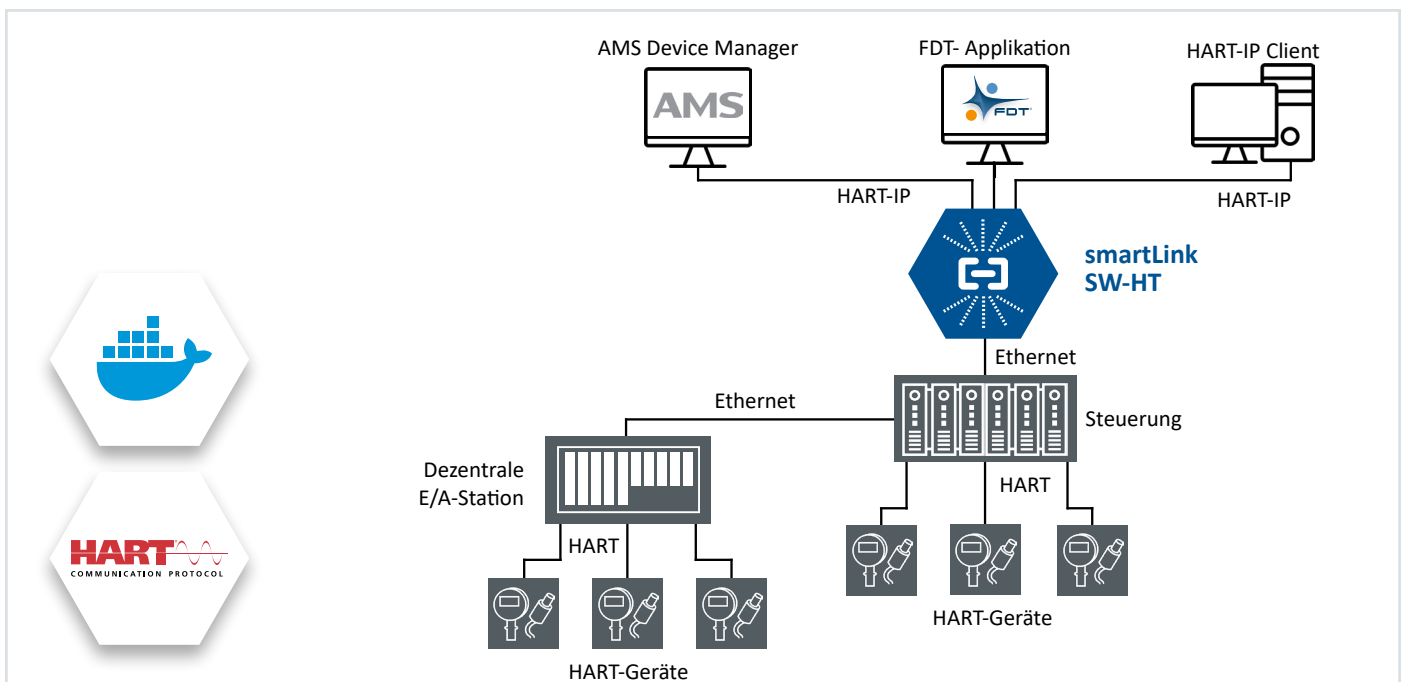 AMS Device Manager
FDT- Applikation
HART-IP Client
AMS
FDT
HART-IP
HART-IP
smartLink
SW-HT
Ethernet
Ethernet
Steuerung
Dezentrale
E/A-Station
HART
HART
HART
COMMUNICATION PROTOCOL
HART-Geräte
HART-Geräte